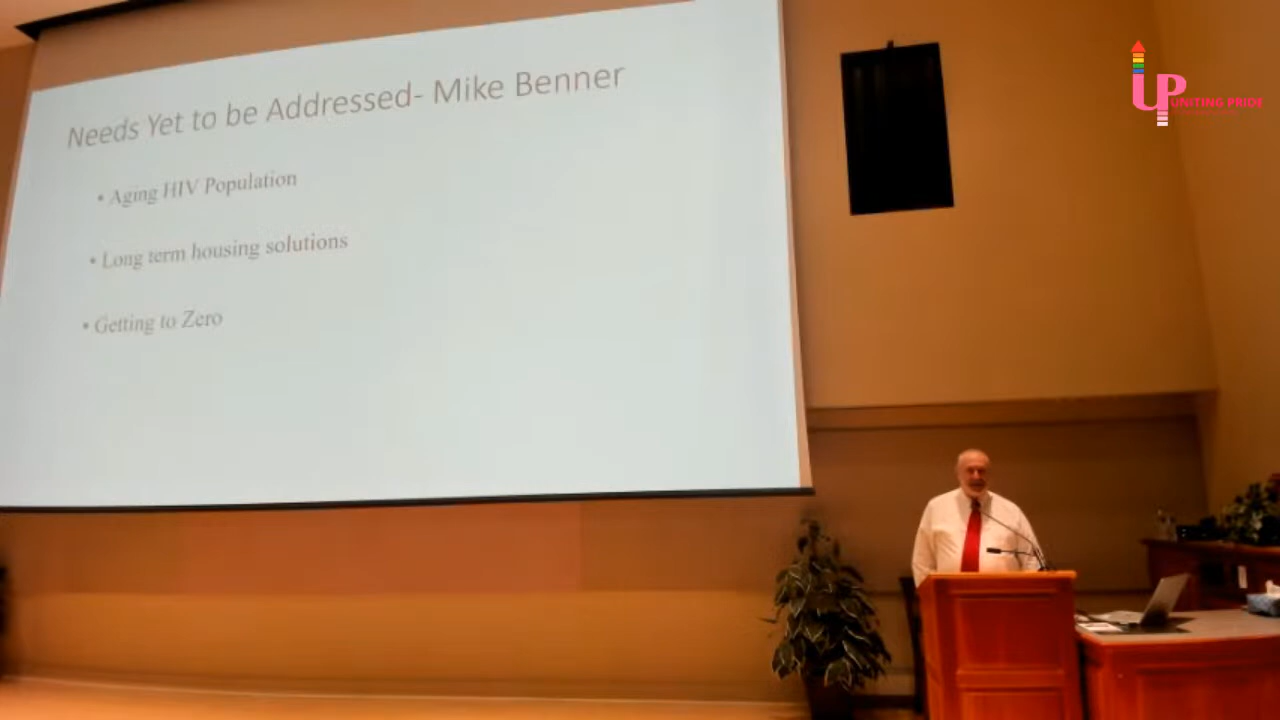 Needs Yet to be Addressed- Mike Benner
• Aging HIV Population
• Long term housing solutions
• Getting to Zero
UP
UNITING PRIDE